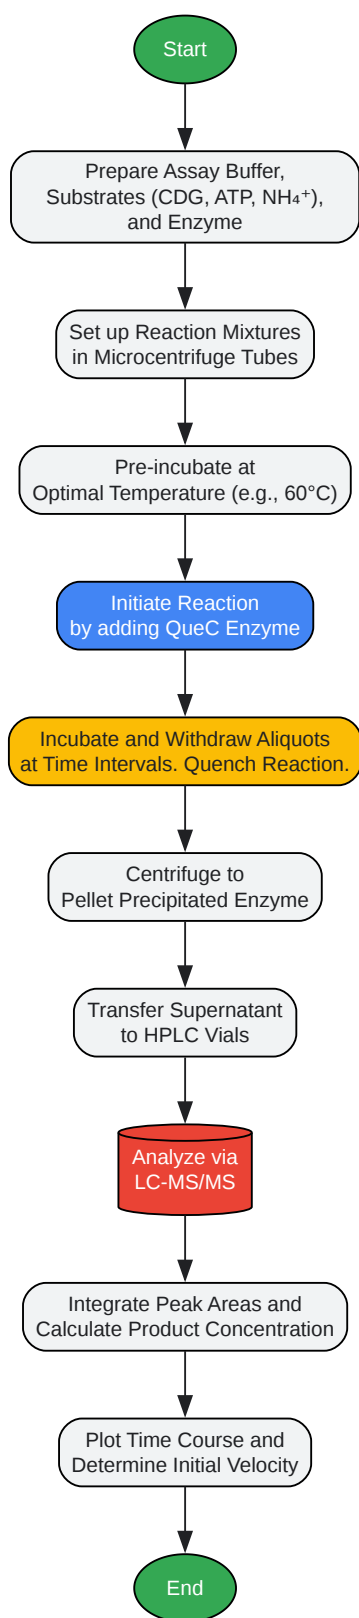 Start
Prepare Assay Buffer,
Substrates (CDG, ATP, NH₄⁺),
and Enzyme
Set up Reaction Mixtures
in Microcentrifuge Tubes
Pre-incubate at
Optimal Temperature (e.g., 60°C)
Initiate Reaction
by adding QueC Enzyme
Incubate and Withdraw Aliquots
at Time Intervals. Quench Reaction.
Centrifuge to
Pellet Precipitated Enzyme
Transfer Supernatant
to HPLC Vials
Analyze via
LC-MS/MS
Integrate Peak Areas and
Calculate Product Concentration
Plot Time Course and
Determine Initial Velocity
End